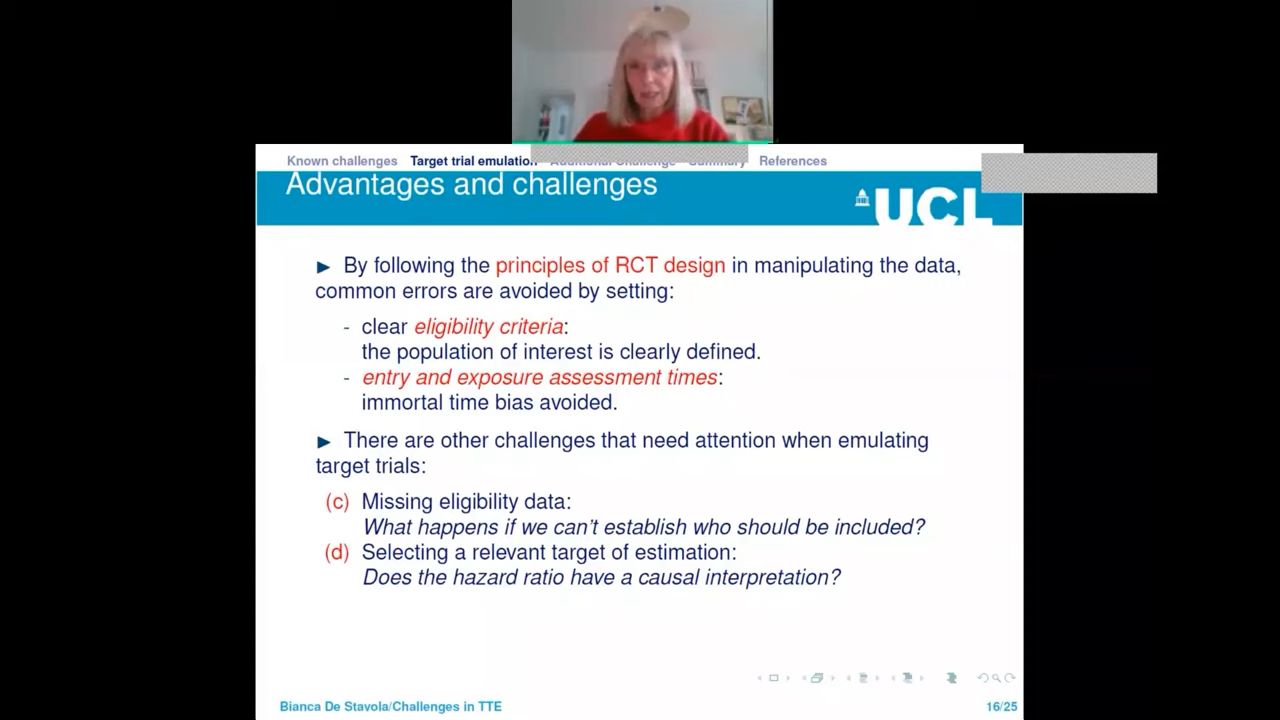 Known challenges Target trial emulation Additional Challenge Summary References
Advantages and challenges
UCL
► By following the principles of RCT design in manipulating the data,
common errors are avoided by setting:
- clear eligibility criteria:
the population of interest is clearly defined.
- entry and exposure assessment times:
immortal time bias avoided.
► There are other challenges that need attention when emulating
target trials:
(c) Missing eligibility data:
What happens if we can't establish who should be included?
(d) Selecting a relevant target of estimation:
Does the hazard ratio have a causal interpretation?
Bianca De Stavola/Challenges in TTE 16/25